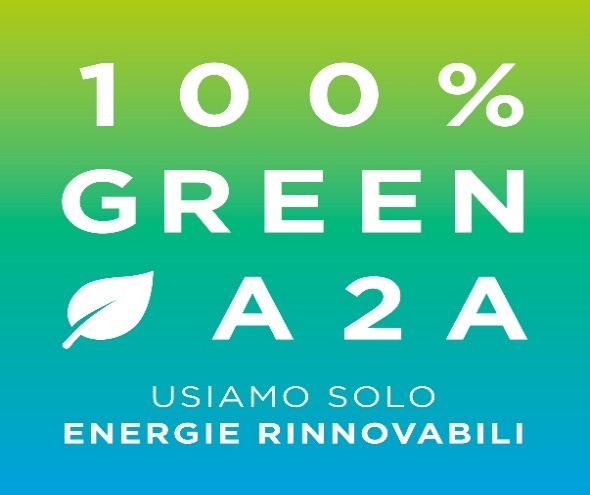 100%
GREEN
A2A
USIAMO SOLO
ENERGIE RINNOVABILI